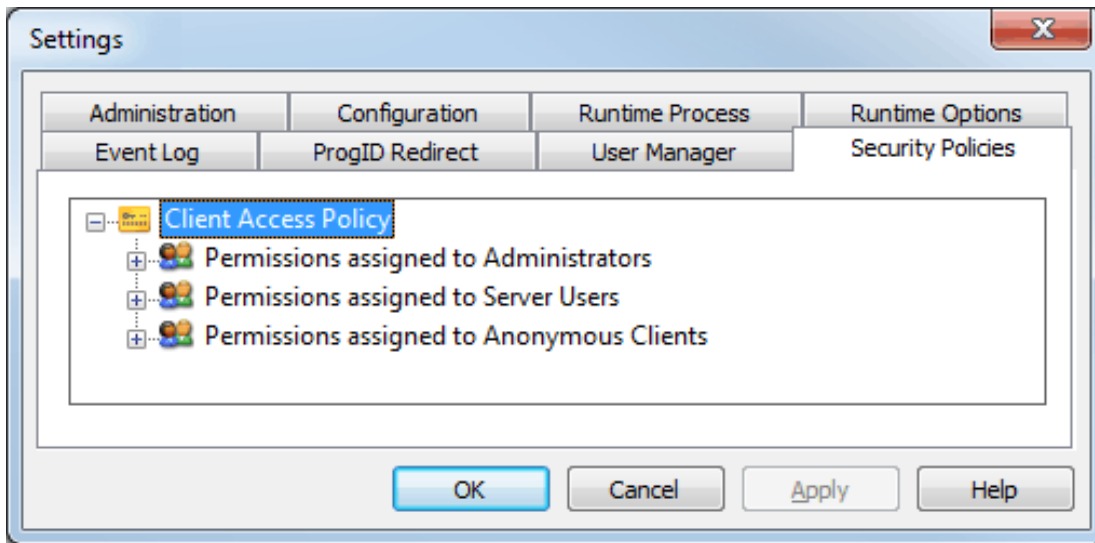 Settings
Administration Configuration Runtime Process Runtime Options
Event Log ProgID Redirect User Manager Security Policies
Client Access Policy
Permissions assigned to Administrators
Permissions assigned to Server Users
Permissions assigned to Anonymous Clients
OK Cancel Apply Help